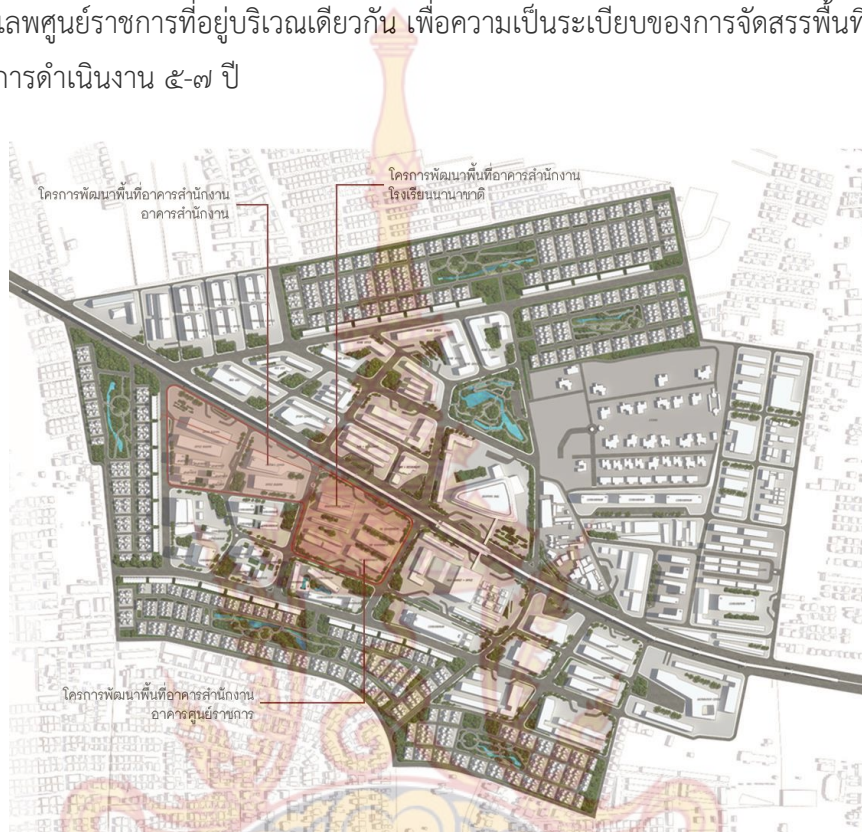 เลพศูนย์ราชการที่อยู่บริเวณเดียวกัน เพื่อความเป็นระเบียบของการจัดสรรพื้นที่
การดำเนินงาน ๕-๗ ปี
โครการพัฒนาพื้นที่อาคารสำนักงาน
โรงเรียนนานาชาติ
โครการพัฒนาพื้นที่อาคารสำนักงาน
อาคารสำนักงาน
โครการพัฒนาพื้นที่อาคารสำนักงาน
อาคารศูนย์ราชการ